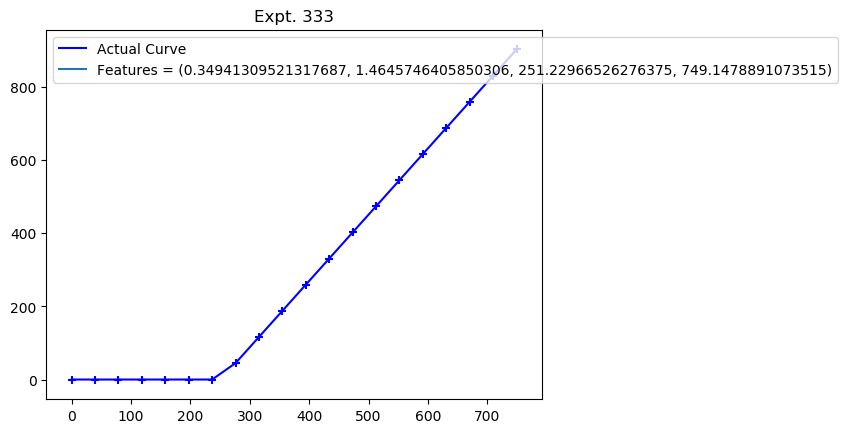 Expt. 333
Actual Curve
Features = (0.34941309521317687, 1.4645746405850306, 251.22966526276375, 749.1478891073515)
800
600
400
200
0
0 100 200 300 400 500 600 700